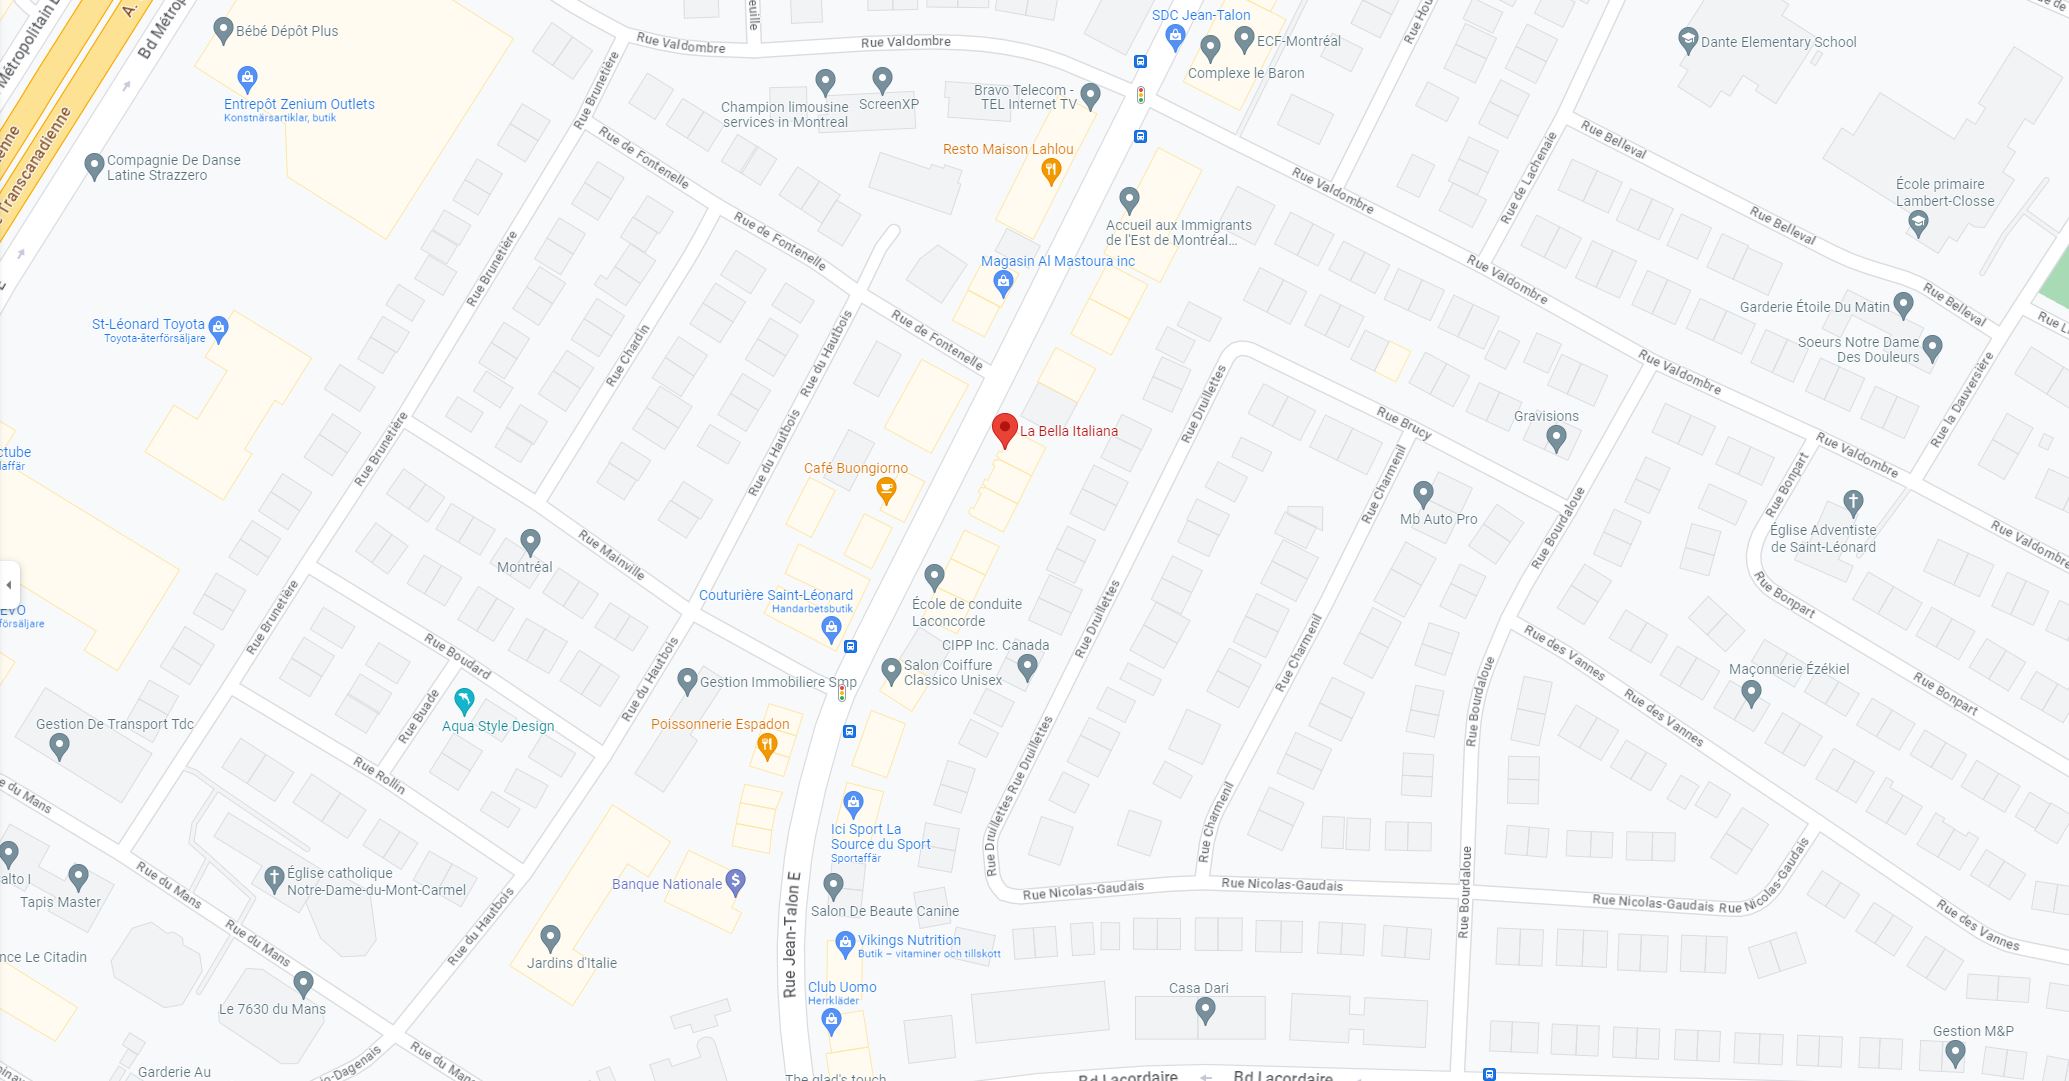 SDC Jean-Talon
Métropolitain
A.
Bd Métrop
Bébé Dépôt Plus
Rue Valdombre
Rue Valdombre
euille
ECF-Montréal
Complexe le Baron
Rue Hou
Dante Elementary School
Entrepôt Zenium Outlets
Konstnärsartiklar, butik
Rue Brunetière
Champion limousine
services in Montreal
ScreenXP
Bravo Telecom -
TEL Internet TV
Transcanadienne
enne
Compagnie De Danse
Latine Strazzero
Rue de Fontenelle
Resto Maison Lahlou
Rue Valdombre
Rue de Lachenaie
Rue Belleval
École primaire
Lambert-Closse
Rue de Fontenelle
Accueil aux Immigrants
de l'Est de Montréal...
Rue Belleval
Rue Brunetière
Magasin Al Mastoura inc
Rue Valdombre
Rue Belleval
Garderie Étoile Du Matin
St-Léonard Toyota
Toyota-återförsäljare
Rue Chardin
Rue du Hautbois
Rue de Fontenelle
Soeurs Notre Dame
Des Douleurs
Rue L
Rue Valdombre
Rue la Dauversière
Rue Druillettes
Rue Brucy
Gravisions
La Bella Italiana
Rue Brunetière
Rue du Hautbois
Café Buongiorno
Rue Charmenil
Rue Valdombre
Rue Bonpart
ctube
affär
Mb Auto Pro
Rue Bourdaloue
Église Adventiste
de Saint-Léonard
Rue Valdombre
Montréal
Rue Mainville
Rue Bonpart
EVO
försäljare
Rue Brunetière
Couturière Saint-Léonard
Handarbetsbutik
École de conduite
Laconcorde
Rue Druillettes
Rue Charmenil
Rue Boudard
Rue du Hautbois
CIPP Inc. Canada
Salon Coiffure
Classico Unisex
Gestion Immobiliere Smp
Rue des Vannes
Rue Bourdaloue
Maçonnerie Ézékiel
Rue Bonpart
Rue des Vannes
Gestion De Transport Tdc
Rue Buade
Aqua Style Design
Poissonnerie Espadon
Rue Rollin
Rue Druillettes
Rue Druillettes
e du Mans
Rue Charmenil
Ici Sport La
Source du Sport
Sportaffär
alto I
Tapis Master
Rue du Mans
Église catholique
Notre-Dame-du-Mont-Carmel
Banque Nationale
Rue Jean-Talon E
Salon De Beaute Canine
Rue Nicolas-Gaudais
Rue Nicolas-Gaudais
Rue Bourdaloue
Rue Nicolas-Gaudais
Rue Nicolas-Gaudais
Rue des Vannes
Rue du Mans
Rue du Hautbois
nce Le Citadin
Jardins d'Italie
Vikings Nutrition
Butik – vitaminer och tillskott
Club Uomo
Herrkläder
Casa Dari
Le 7630 du Mans
Gestion M&P
Garderie Au
o-Dagenais
Rue du Mans
The glad's touch
Bd Lacordaire
Bd Lacordaire